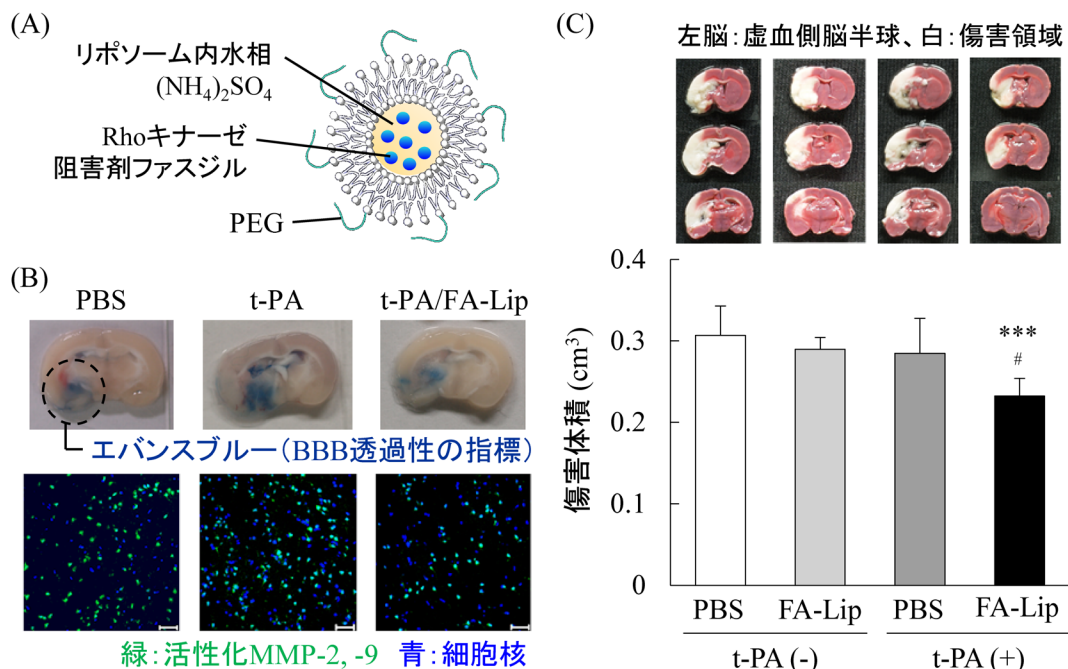 (A)
リポソーム内水相
(NH₄)₂SO₄
Rhoキナーゼ
阻害剤ファスジル
PEG
(B)
PBS t-PA t-PA/FA-Lip
エバンスブルー（BBB透過性の指標）
緑：活性化MMP-2, -9 青：細胞核
(C)
左脳：虚血側脳半球、白：傷害領域
傷害体積 (cm³)
0.4
0.3
0.2
0.1
0
***
#
PBS FA-Lip PBS FA-Lip
t-PA (-) t-PA (+)